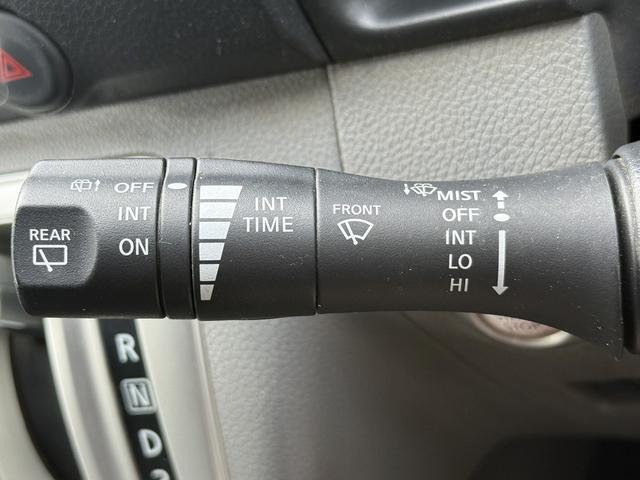 REAR
OFF
INT
ON
INT
TIME
FRONT
MIST
OFF
INT
LO
HI
R
N
D